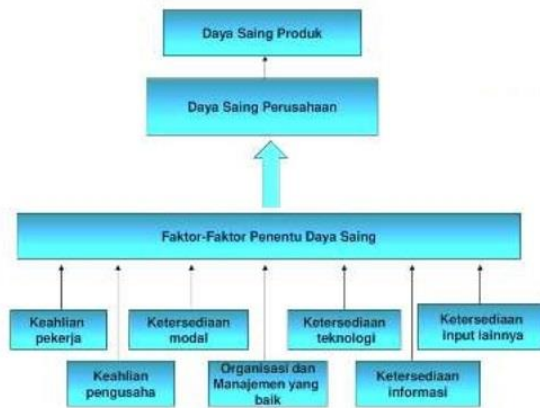 Daya Saing Produk
Daya Saing Perusahaan
Faktor-Faktor Penentu Daya Saing
Keahlian
pekerja
Ketersediaan
modal
Ketersediaan
teknologi
Ketersediaan
input iainnya
Keahlian
pengusaha
Organisasi dan
Manajemen yang
baik
Ketersediaan
informasi